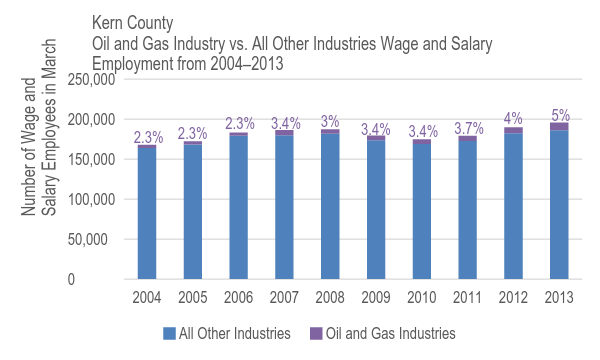 Kern County
Oil and Gas Industry vs. All Other Industries Wage and Salary
Employment from 2004–2013
Number of Wage and
Salary Employees in March
250,000
200,000
150,000
100,000
50,000
0
2.3% 2.3% 2.3% 3.4% 3% 3.4% 3.4% 3.7% 4% 5%
2004 2005 2006 2007 2008 2009 2010 2011 2012 2013
All Other Industries Oil and Gas Industries